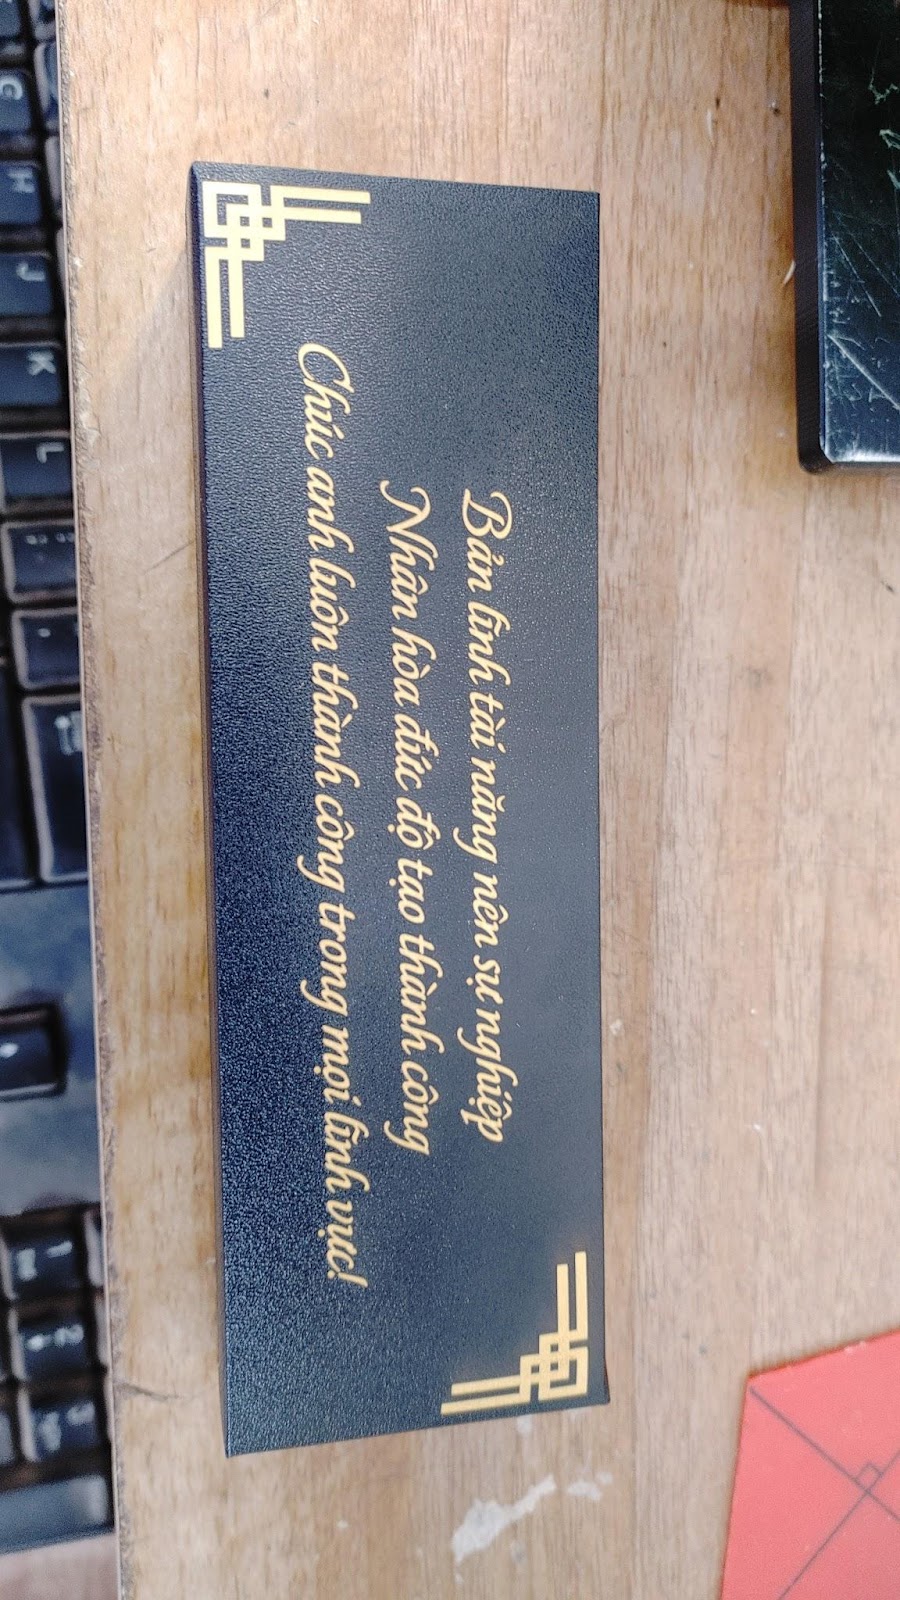 Bản lĩnh tài năng nên sự nghiệp
Nhân hòa đức độ tạo thành công
Chúc anh luôn thành công trong mọi lĩnh vực!
G
H
J
K
L